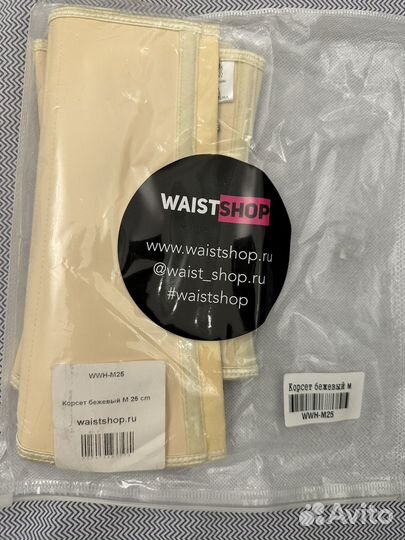 WAISTSHOP
www.waistshop.ru
@waist_shop.ru
#waistshop
WWH-M25
Корсет бежевый M 25 cm
waistshop.ru
Корсет бежевый м
WWH-M25
Avito